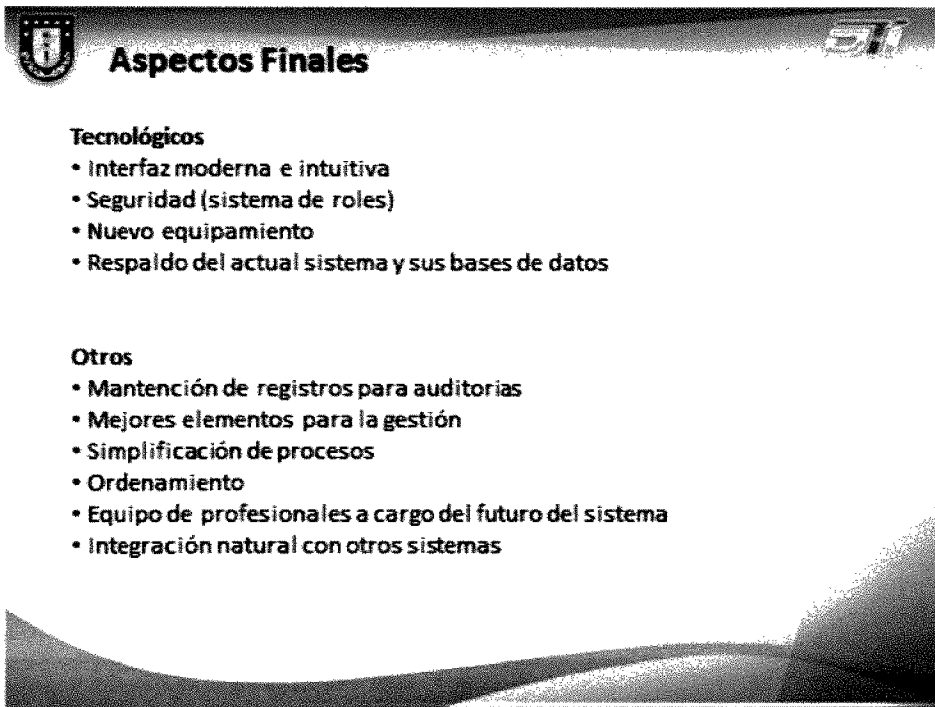 Aspectos Finales
Tecnológicos
• Interfaz moderna e intuitiva
• Seguridad (sistema de roles)
• Nuevo equipamiento
• Respaldo del actual sistema y sus bases de datos
Otros
• Mantención de registros para auditorias
• Mejores elementos para la gestión
• Simplificación de procesos
• Ordenamiento
• Equipo de profesionales a cargo del futuro del sistema
• Integración natural con otros sistemas